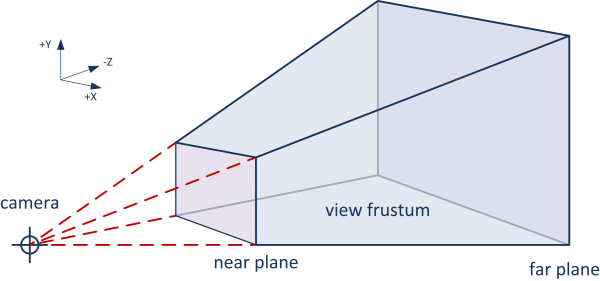 +Y
-Z
+X
camera
view frustum
near plane
far plane